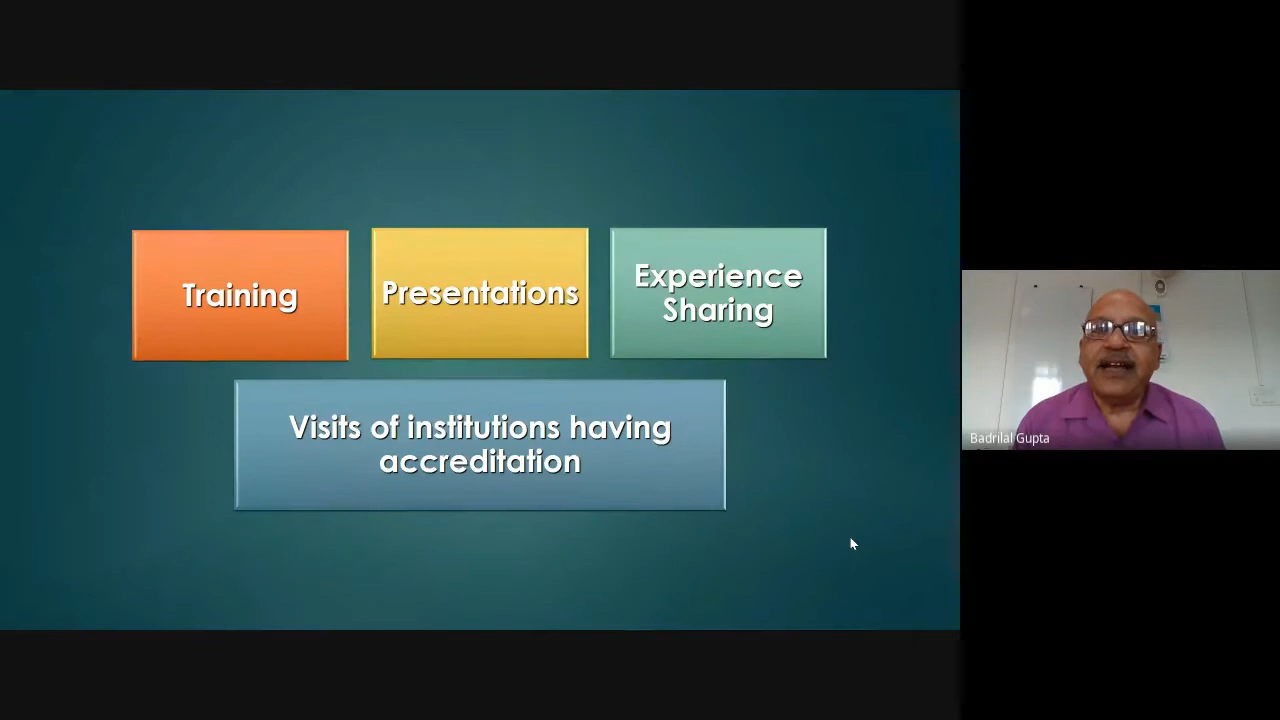 Training
Presentations
Experience
Sharing
Visits of institutions having
accreditation
Badrilal Gupta